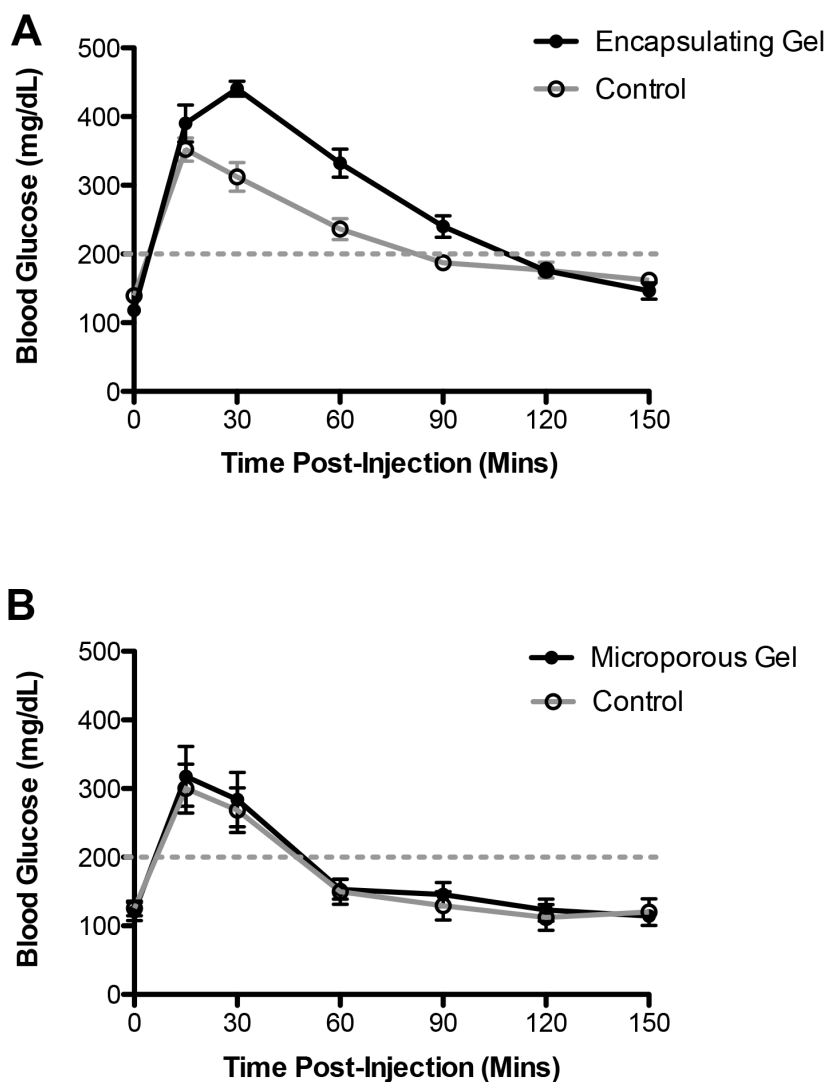 A
Encapsulating Gel
Control
Blood Glucose (mg/dL)
500
400
300
200
100
0
0 30 60 90 120 150
Time Post-Injection (Mins)
B
Microporous Gel
Control
Blood Glucose (mg/dL)
500
400
300
200
100
0
0 30 60 90 120 150
Time Post-Injection (Mins)